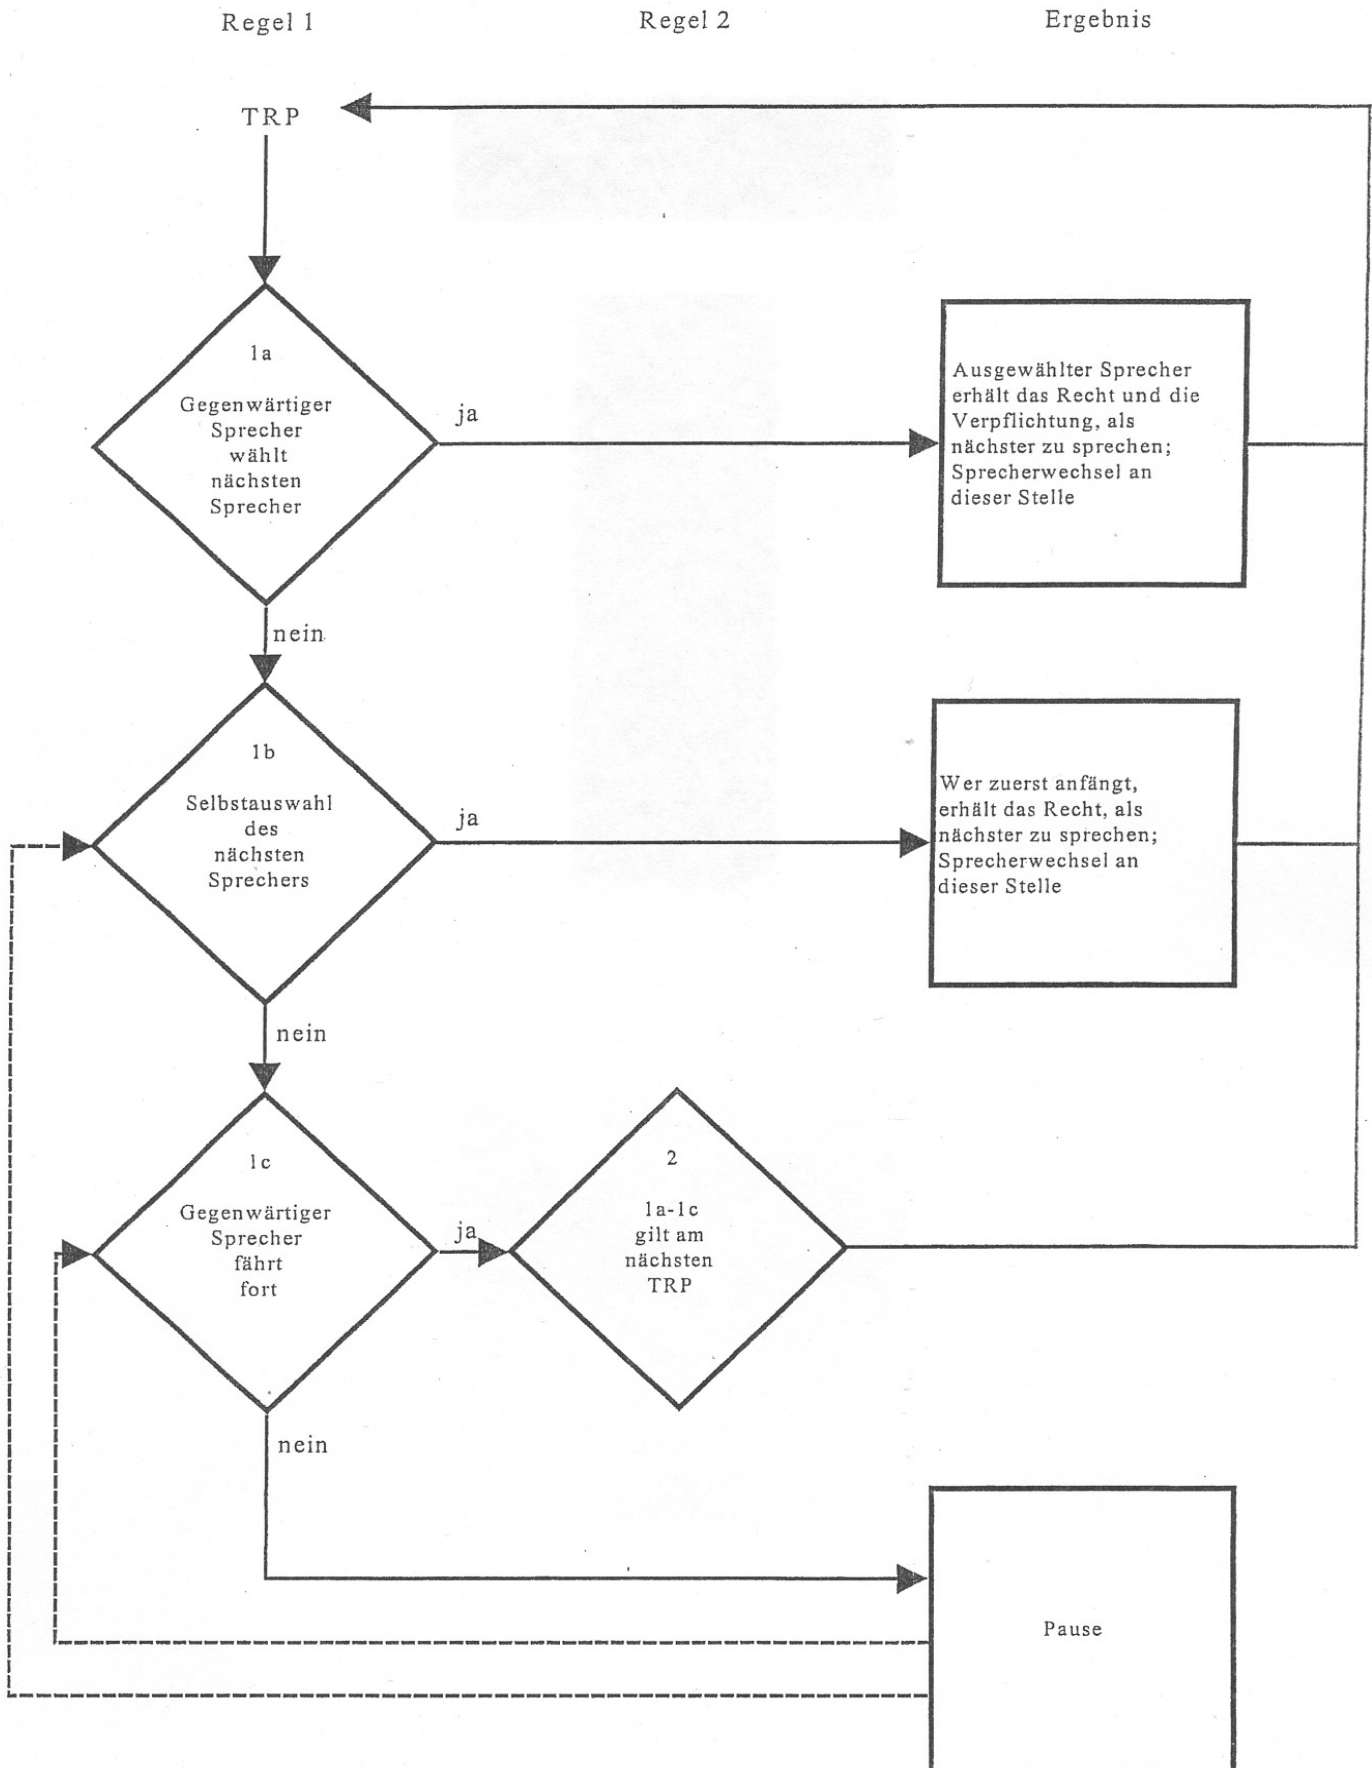 Regel 1
Regel 2
Ergebnis
TRP
1a
Gegenwärtiger
Sprecher
wählt
nächsten
Sprecher
ja
Ausgewählter Sprecher
erhält das Recht und die
Verpflichtung, als
nächster zu sprechen;
Sprecherwechsel an
dieser Stelle
nein
1b
Selbstauswahl
des
nächsten
Sprechers
ja
Wer zuerst anfängt,
erhält das Recht, als
nächster zu sprechen;
Sprecherwechsel an
dieser Stelle
nein
1c
Gegenwärtiger
Sprecher
fährt
fort
ja
2
1a-1c
gilt am
nächsten
TRP
nein
Pause